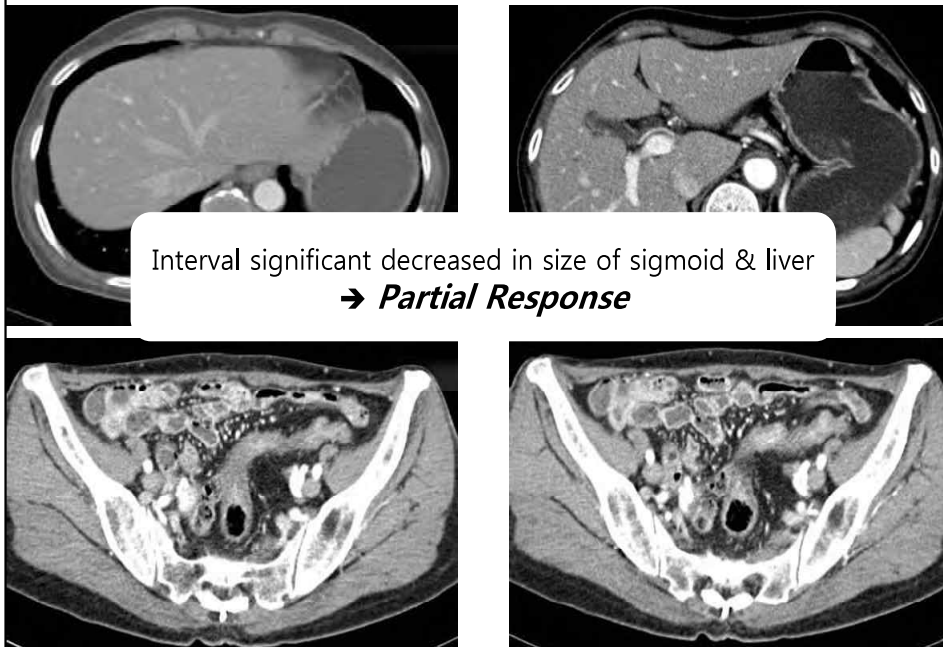 Interval significant decreased in size of sigmoid & liver
➔ Partial Response